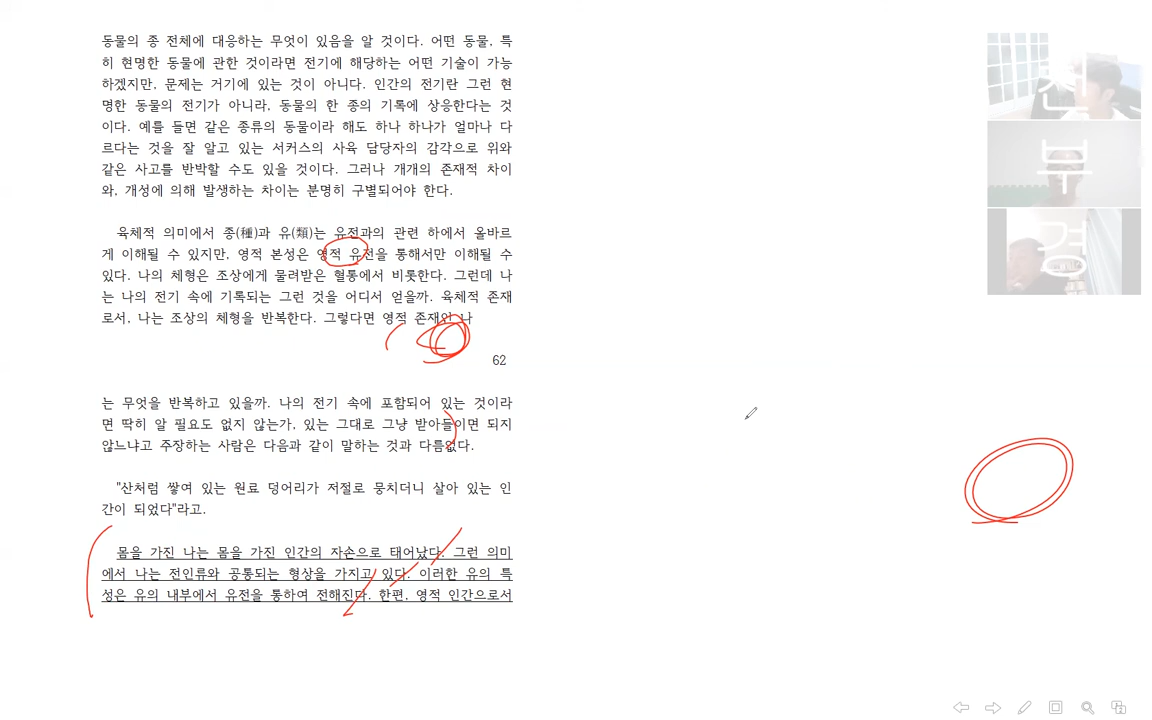 동물의 종 전체에 대응하는 무엇이 있음을 알 것이다. 어떤 동물, 특
히 현명한 동물에 관한 것이라면 전기에 해당하는 어떤 기술이 가능
하겠지만, 문제는 거기에 있는 것이 아니다. 인간의 전기란 그런 현
명한 동물의 전기가 아니라, 동물의 한 종의 기록에 상응한다는 것
이다. 예를 들면 같은 종류의 동물이라 해도 하나 하나가 얼마나 다
르다는 것을 잘 알고 있는 서커스의 사육 담당자의 감각으로 위와
같은 사고를 반박할 수도 있을 것이다. 그러나 개개의 존재적 차이
와, 개성에 의해 발생하는 차이는 분명히 구별되어야 한다.
육체적 의미에서 종(種)과 유(類)는 유전과의 관련 하에서 올바르
게 이해될 수 있지만, 영적 본성은 영적 유전을 통해서만 이해될 수
있다. 나의 체형은 조상에게 물려받은 혈통에서 비롯한다. 그런데 나
는 나의 전기 속에 기록되는 그런 것을 어디서 얻을까. 육체적 존재
로서, 나는 조상의 체형을 반복한다. 그렇다면 영적 존재인 나
62
는 무엇을 반복하고 있을까. 나의 전기 속에 포함되어 있는 것이라
면 딱히 알 필요도 없지 않는가, 있는 그대로 그냥 받아들이면 되지
않느냐고 주장하는 사람은 다음과 같이 말하는 것과 다름없다.
"산처럼 쌓여 있는 원료 덩어리가 저절로 뭉치더니 살아 있는 인
간이 되었다"라고.
몸을 가진 나는 몸을 가진 인간의 자손으로 태어났다. 그런 의미
에서 나는 전인류와 공통되는 형상을 가지고 있다. 이러한 유의 특
성은 유의 내부에서 유전을 통하여 전해진다. 한편, 영적 인간으로서
천
부
경